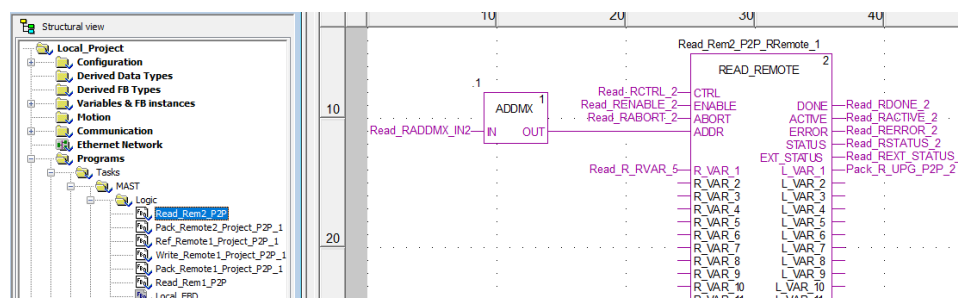 Structural view
Local_Project
Configuration
Derived Data Types
Derived FB Types
Variables & FB instances
Motion
Communication
Ethernet Network
Programs
Tasks
MAST
Logic
Read_Rem2_P2P
Pack_Remote2_Project_P2P_1
Ref_Remote1_Project_P2P_1
Write_Remote1_Project_P2P_1
Pack_Remote1_Project_P2P_1
Read_Rem1_P2P
Local_FBD
10 20 30 40
10
20
.1
ADDMX 1
Read_RADDMX_IN2 IN OUT
Read_Rem2_P2P_RRemote_1
2
READ_REMOTE
Read_RCTRL_2 CTRL
Read_RENABLE_2 ENABLE DONE Read_RDONE_2
Read_RABORT_2 ABORT ACTIVE Read_RACTIVE_2
ADDR ERROR Read_RERROR_2
STATUS Read_RSTATUS_2
EXT_STATUS Read_REXT_STATUS_
Read_R_RVAR_5 R_VAR_1 L_VAR_1 Pack_R_UPG_P2P_2
R_VAR_2 L_VAR_2
R_VAR_3 L_VAR_3
R_VAR_4 L_VAR_4
R_VAR_5 L_VAR_5
R_VAR_6 L_VAR_6
R_VAR_7 L_VAR_7
R_VAR_8 L_VAR_8
R_VAR_9 L_VAR_9
R_VAR_10 L_VAR_10